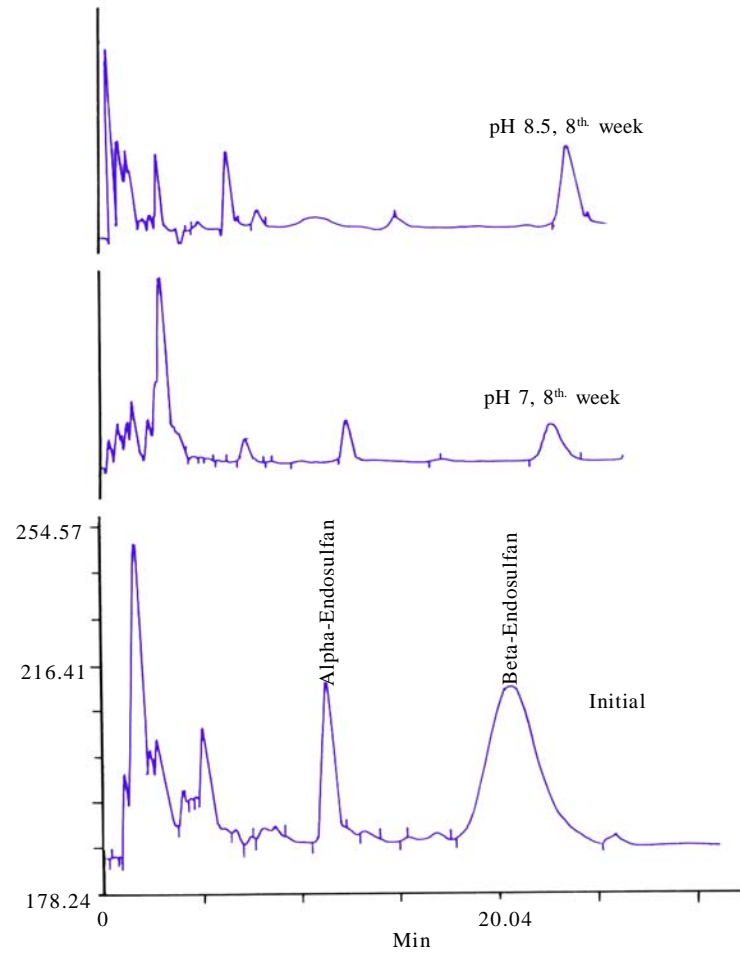 pH 8.5, 8th. week
pH 7, 8th. week
254.57
216.41
178.24
Alpha-Endosulfan
Beta-Endosulfan
Initial
0
20.04
Min